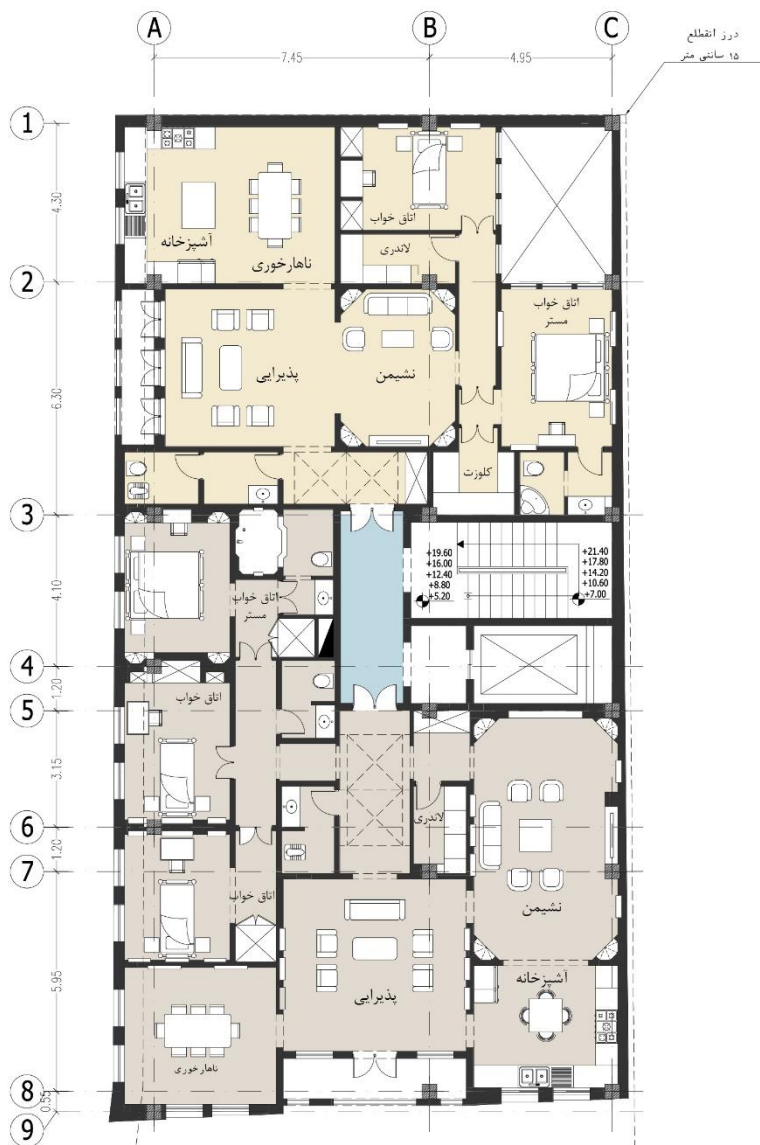 A
B
C
درز انقطلع
۱۵ سانتی متر
7.45
4.95
1
4.30
آشپزخانه
ناهارخوری
اتاق خواب
لاندری
2
اتاق خواب
مستر
6.30
پذیرایی
نشیمن
کلوزت
3
4.10
اتاق خواب
مستر
+19.60
+16.00
+12.40
+8.80
+5.20
+21.40
+17.80
+14.20
+10.60
+7.00
4
1.20
اتاق خواب
5
3.15
لاندری
6
1.20
7
اتاق خواب
نشیمن
5.95
پذیرایی
آشپزخانه
ناهارخوری
8
0.55
9